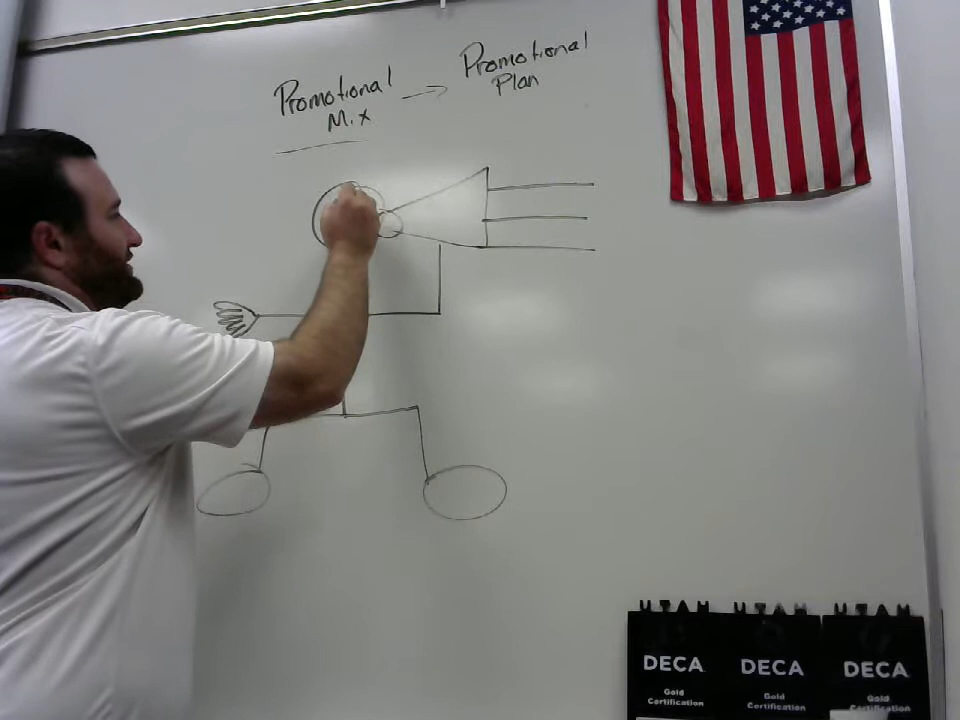 Promotional
Mix
Promotional
Plan
UTAH
DECA
Gold
Certification
UTAH
DECA
Gold
Certification
UTAH
DECA
Gold
Certification